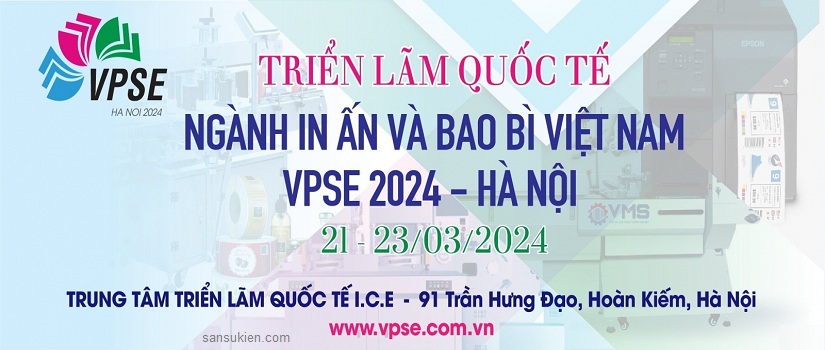 VPSE
HA NOI 2024
TRIỂN LÃM QUỐC TẾ
NGÀNH IN ẤN VÀ BAO BÌ VIỆT NAM
VPSE 2024 – HÀ NỘI
21 - 23/03/2024
EPSON
VMS
TRUNG TÂM TRIỂN LÃM QUỐC TẾ I.C.E - 91 Trần Hưng Đạo, Hoàn Kiếm, Hà Nội
www.vpse.com.vn
sansukien.com